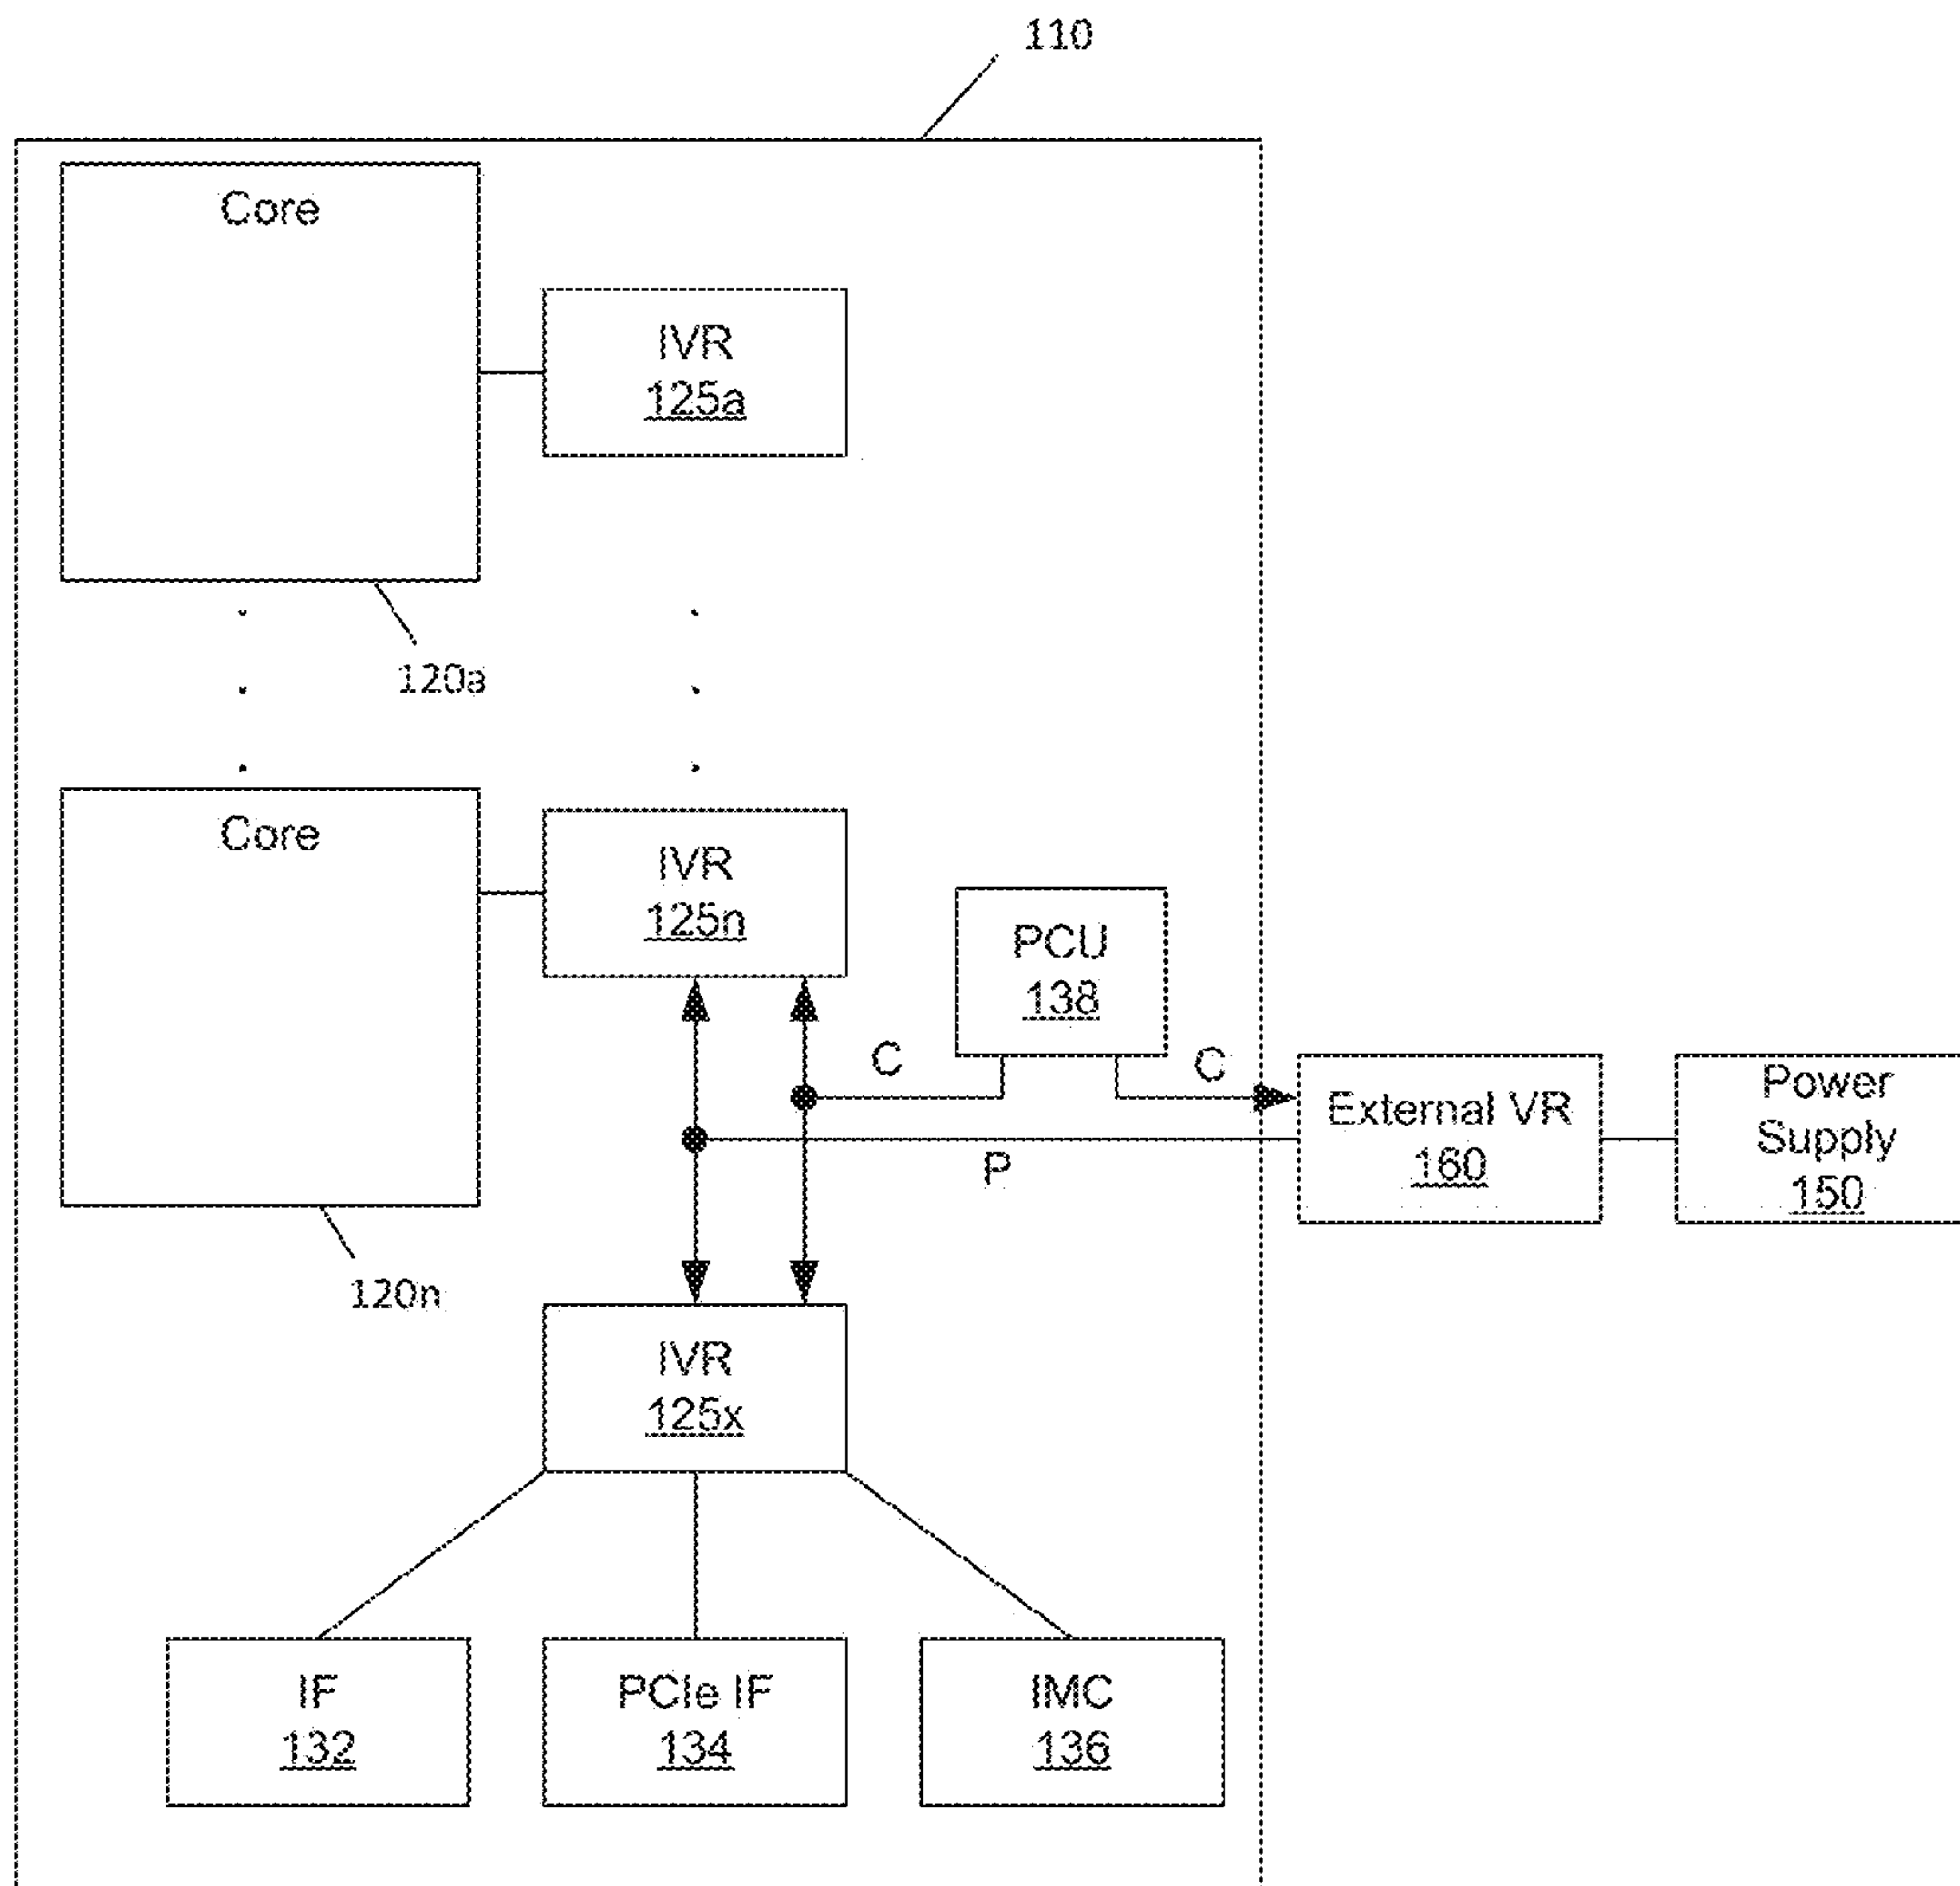 110
Core
IVR
125a
120a
Core
IVR
125n
PCU
138
C
C
External VR
160
Power
Supply
150
P
120n
IVR
125x
IF
132
PCIe IF
134
IMC
136